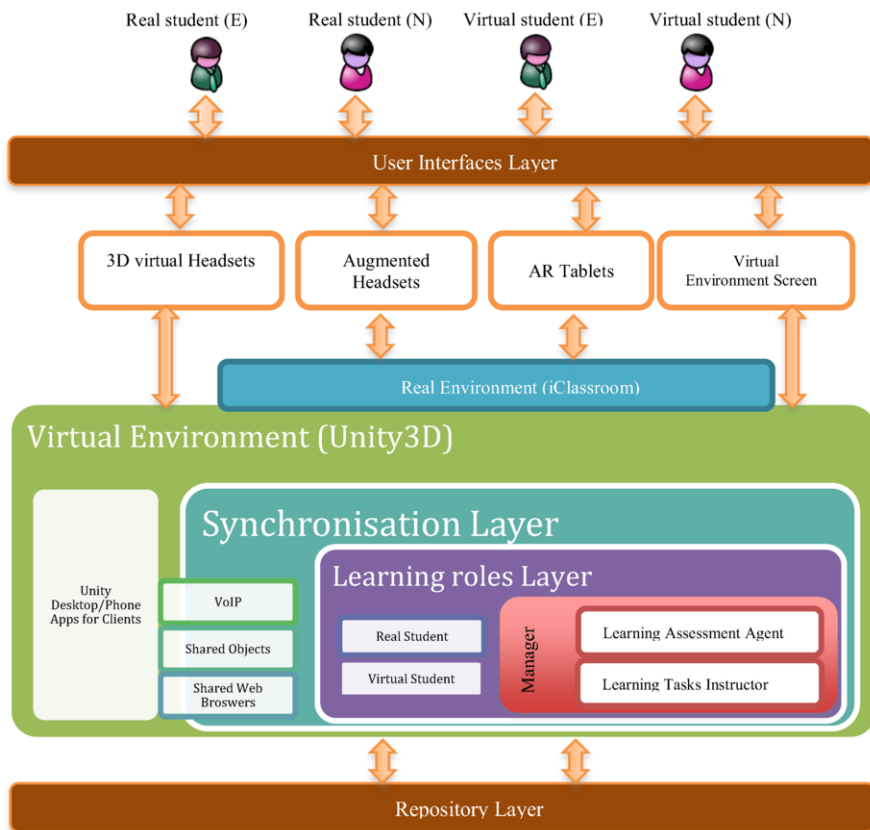 Real student (E)
Real student (N)
Virtual student (E)
Virtual student (N)
User Interfaces Layer
3D virtual Headsets
Augmented
Headsets
AR Tablets
Virtual
Environment Screen
Real Environment (iClassroom)
Virtual Environment (Unity3D)
Synchronisation Layer
Learning roles Layer
Unity
Desktop/Phone
Apps for Clients
VoIP
Shared Objects
Shared Web
Broswers
Real Student
Virtual Student
Manager
Learning Assessment Agent
Learning Tasks Instructor
Repository Layer